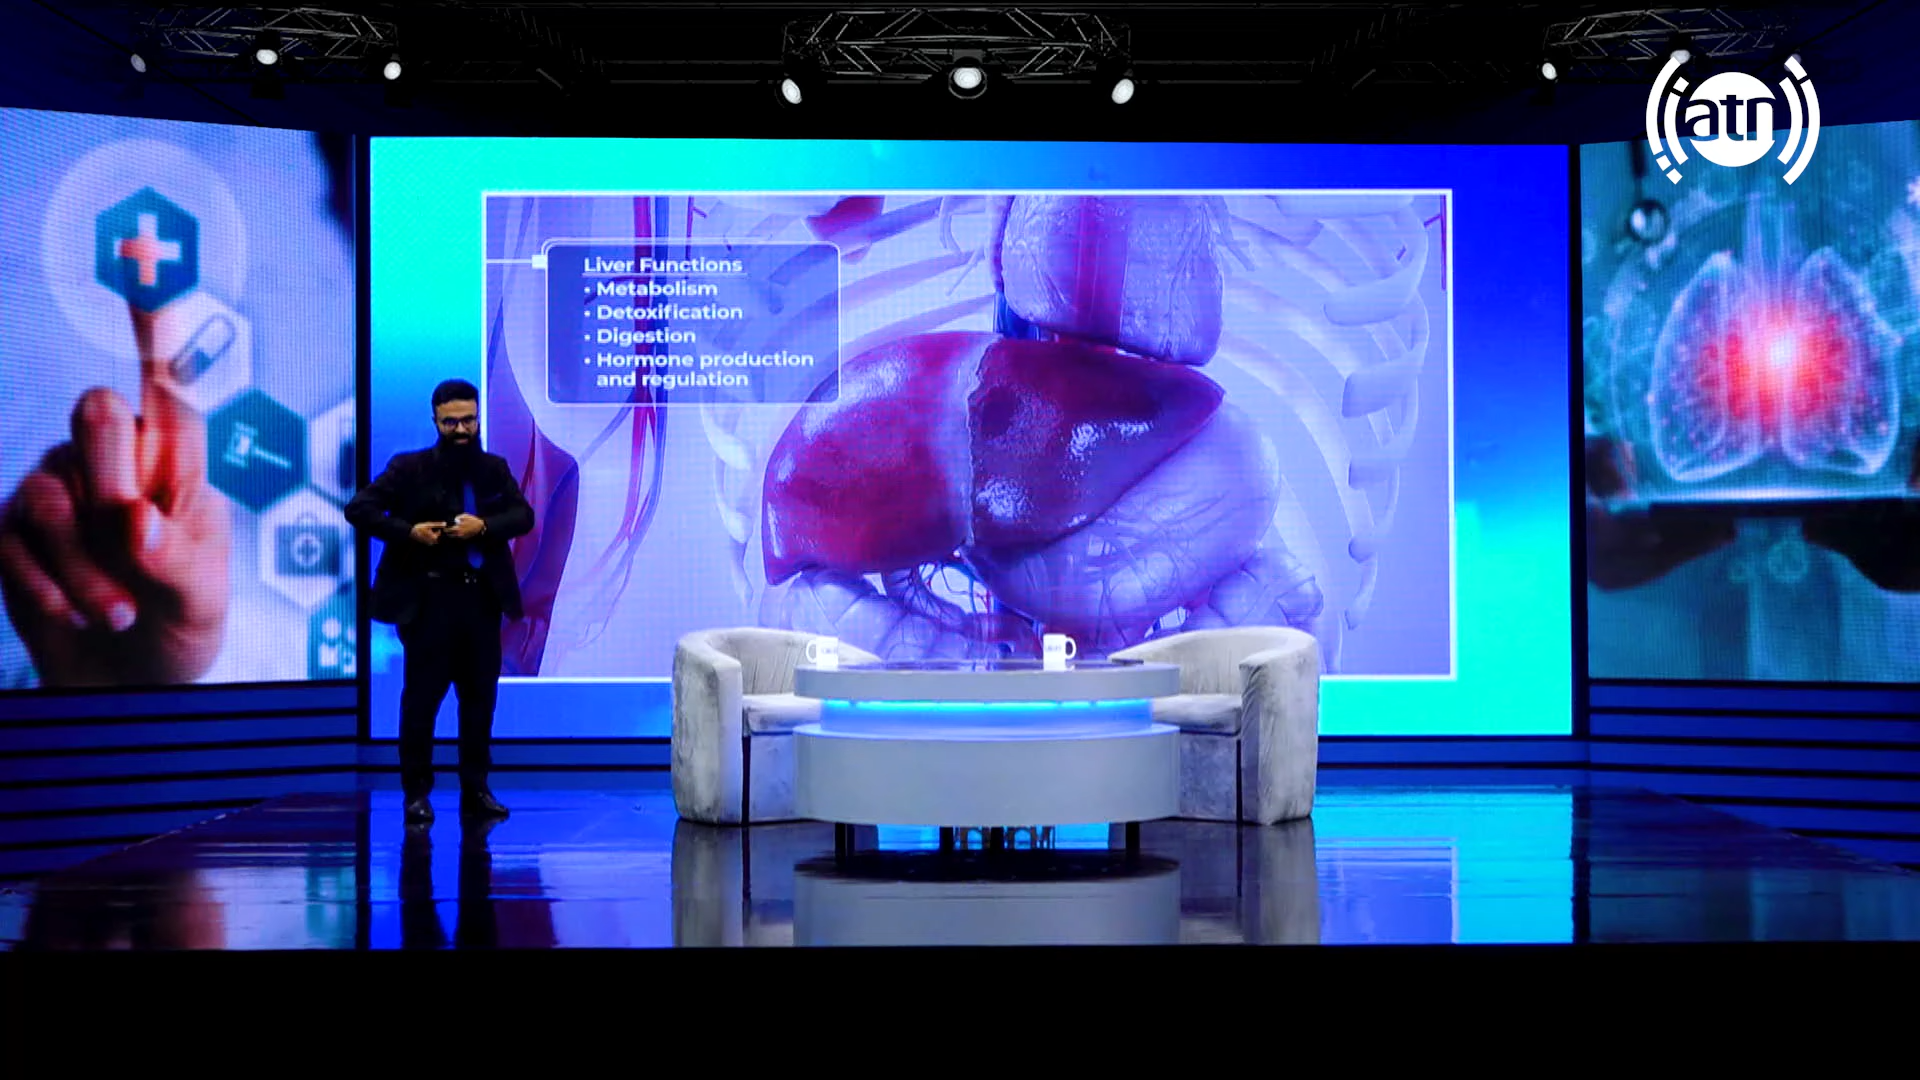 atn
Liver Functions
• Metabolism
• Detoxification
• Digestion
• Hormone production
and regulation